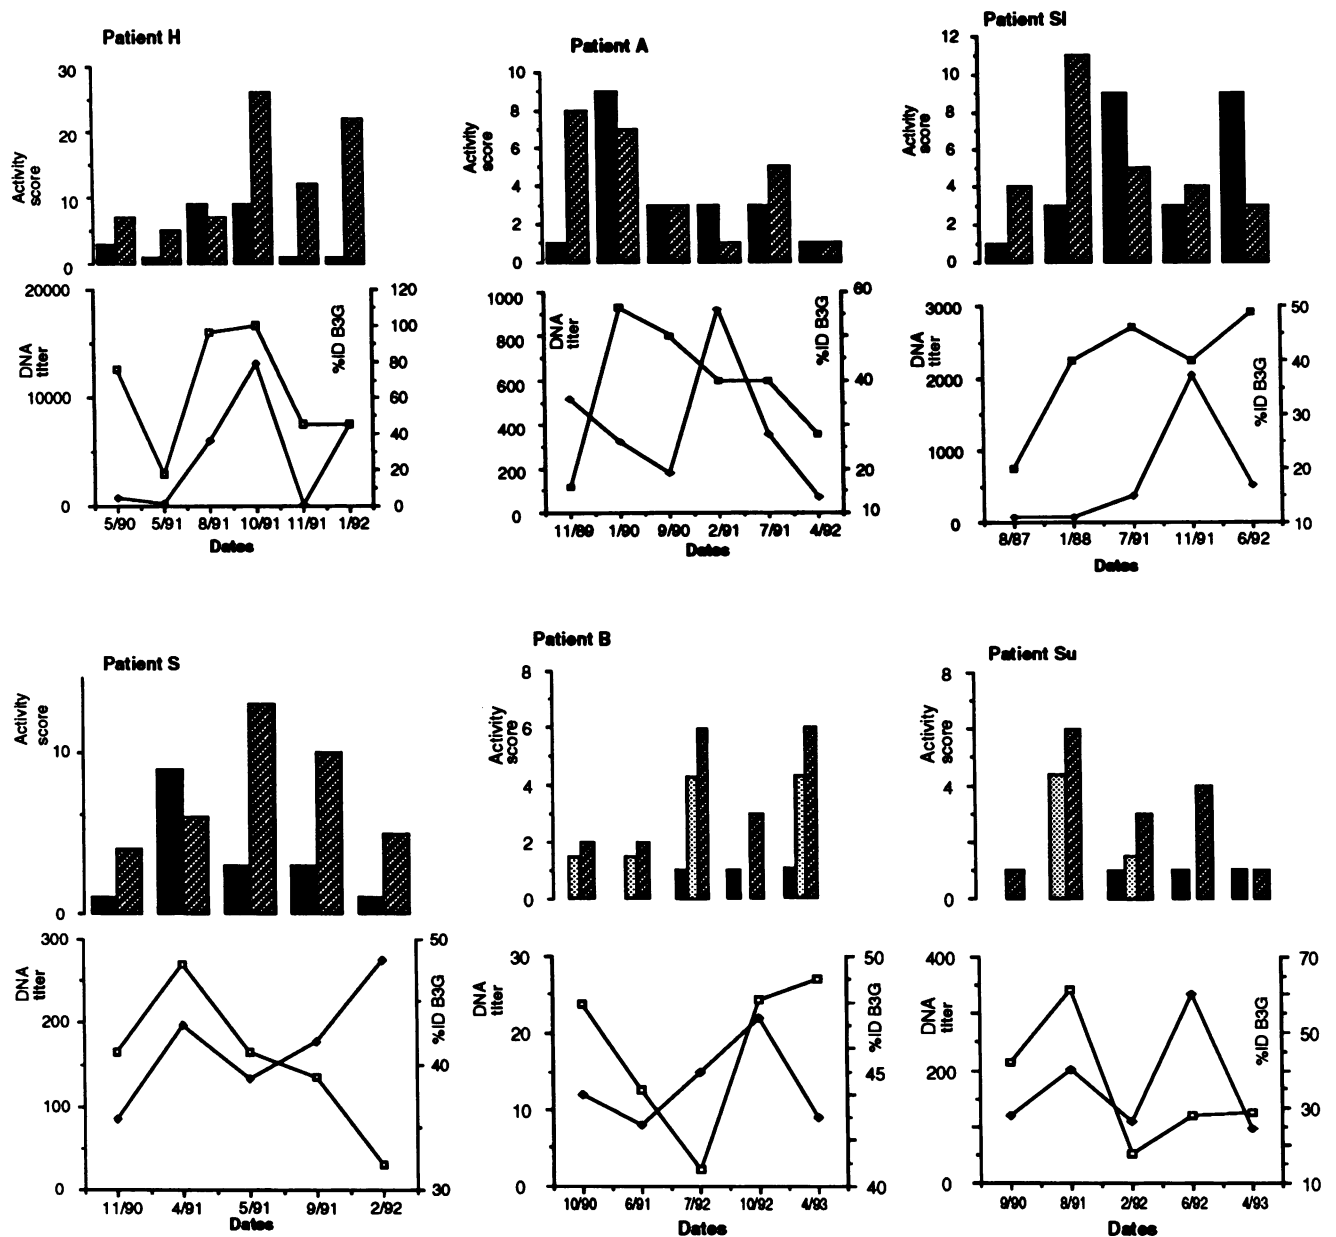 Patient H
30
20
10
0
Activity
score
20000
10000
0
DNA
titer
120
100
80
60
40
20
0
%ID B3G
5/90 5/91 8/91 10/91 11/91 1/92
Dates
Patient A
10
8
6
4
2
0
Activity
score
1000
800
600
400
200
0
DNA
titer
60
40
20
10
%ID B3G
11/89 1/90 9/90 2/91 7/91 4/92
Dates
Patient SI
12
10
8
6
4
2
0
Activity
score
3000
2000
1000
0
DNA
titer
50
40
30
20
10
%ID B3G
8/87 1/88 7/91 11/91 6/92
Dates
Patient S
10
0
Activity
score
300
200
100
0
DNA
titer
50
40
30
%ID B3G
11/90 4/91 5/91 9/91 2/92
Dates
Patient B
8
6
4
2
0
Activity
score
30
20
10
0
DNA
titer
50
45
40
%ID B3G
10/90 6/91 7/92 10/92 4/93
Dates
Patient Su
8
4
0
Activity
score
400
200
0
DNA
titer
70
50
30
10
%ID B3G
9/90 8/91 2/92 6/92 4/93
Dates